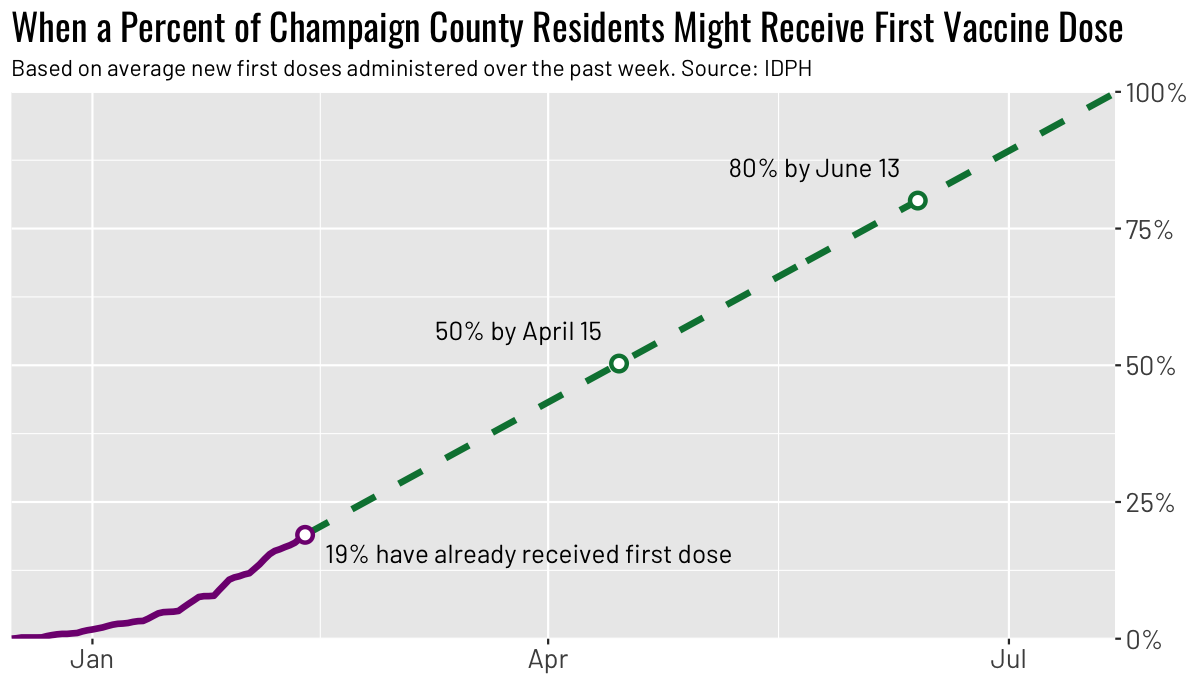 When a Percent of Champaign County Residents Might Receive First Vaccine Dose
Based on average new first doses administered over the past week. Source: IDPH
100%
80% by June 13
75%
50% by April 15
50%
25%
19% have already received first dose
0%
Jan Apr Jul